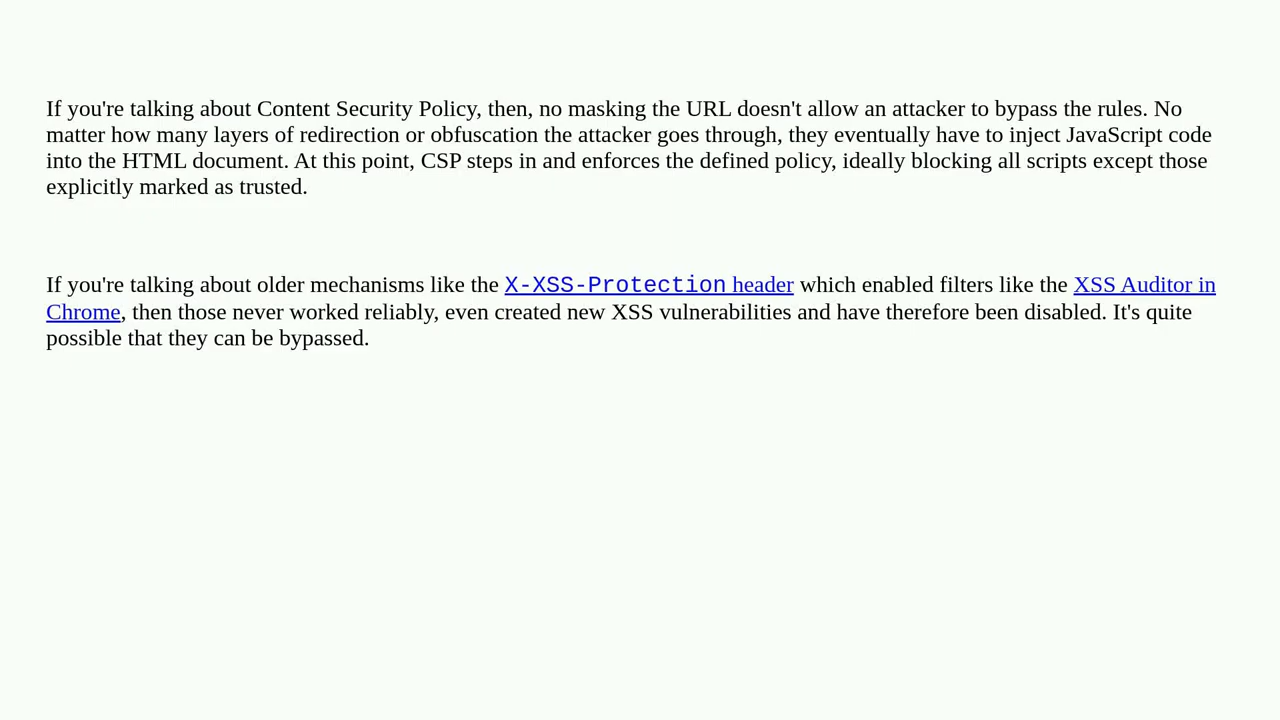 If you're talking about Content Security Policy, then, no masking the URL doesn't allow an attacker to bypass the rules. No
matter how many layers of redirection or obfuscation the attacker goes through, they eventually have to inject JavaScript code
into the HTML document. At this point, CSP steps in and enforces the defined policy, ideally blocking all scripts except those
explicitly marked as trusted.
If you're talking about older mechanisms like the X-XSS-Protection header which enabled filters like the XSS Auditor in
Chrome, then those never worked reliably, even created new XSS vulnerabilities and have therefore been disabled. It's quite
possible that they can be bypassed.